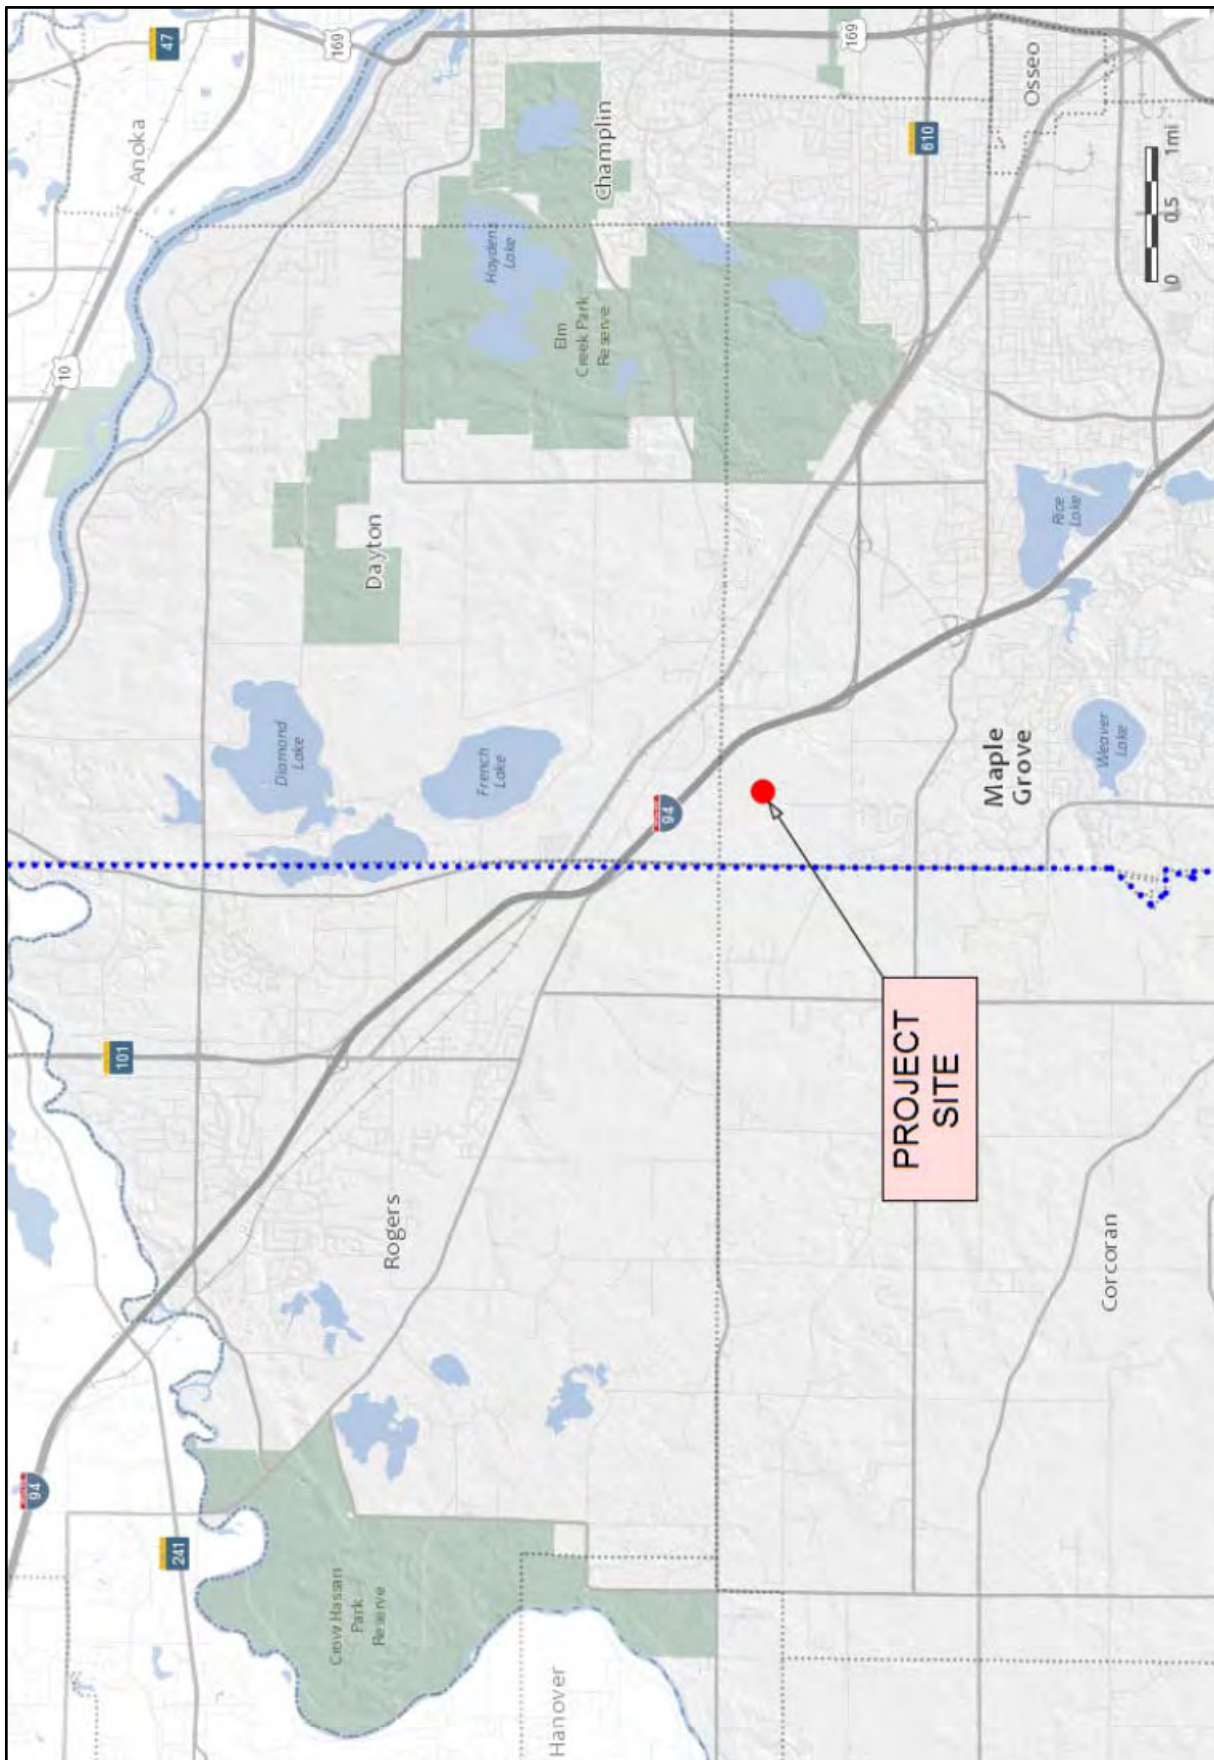 94
241
Crow Hassan
Park
Reserve
Hanover
Rogers
101
Corcoran
PROJECT
SITE
94
Diamond
Lake
French
Lake
Dayton
Maple
Grove
Weaver
Lake
Rice
Lake
10
Anoka
47
169
Hayden
Lake
Elm
Creek Park
Reserve
Champlin
169
610
Osseo
0
0.5
1mi